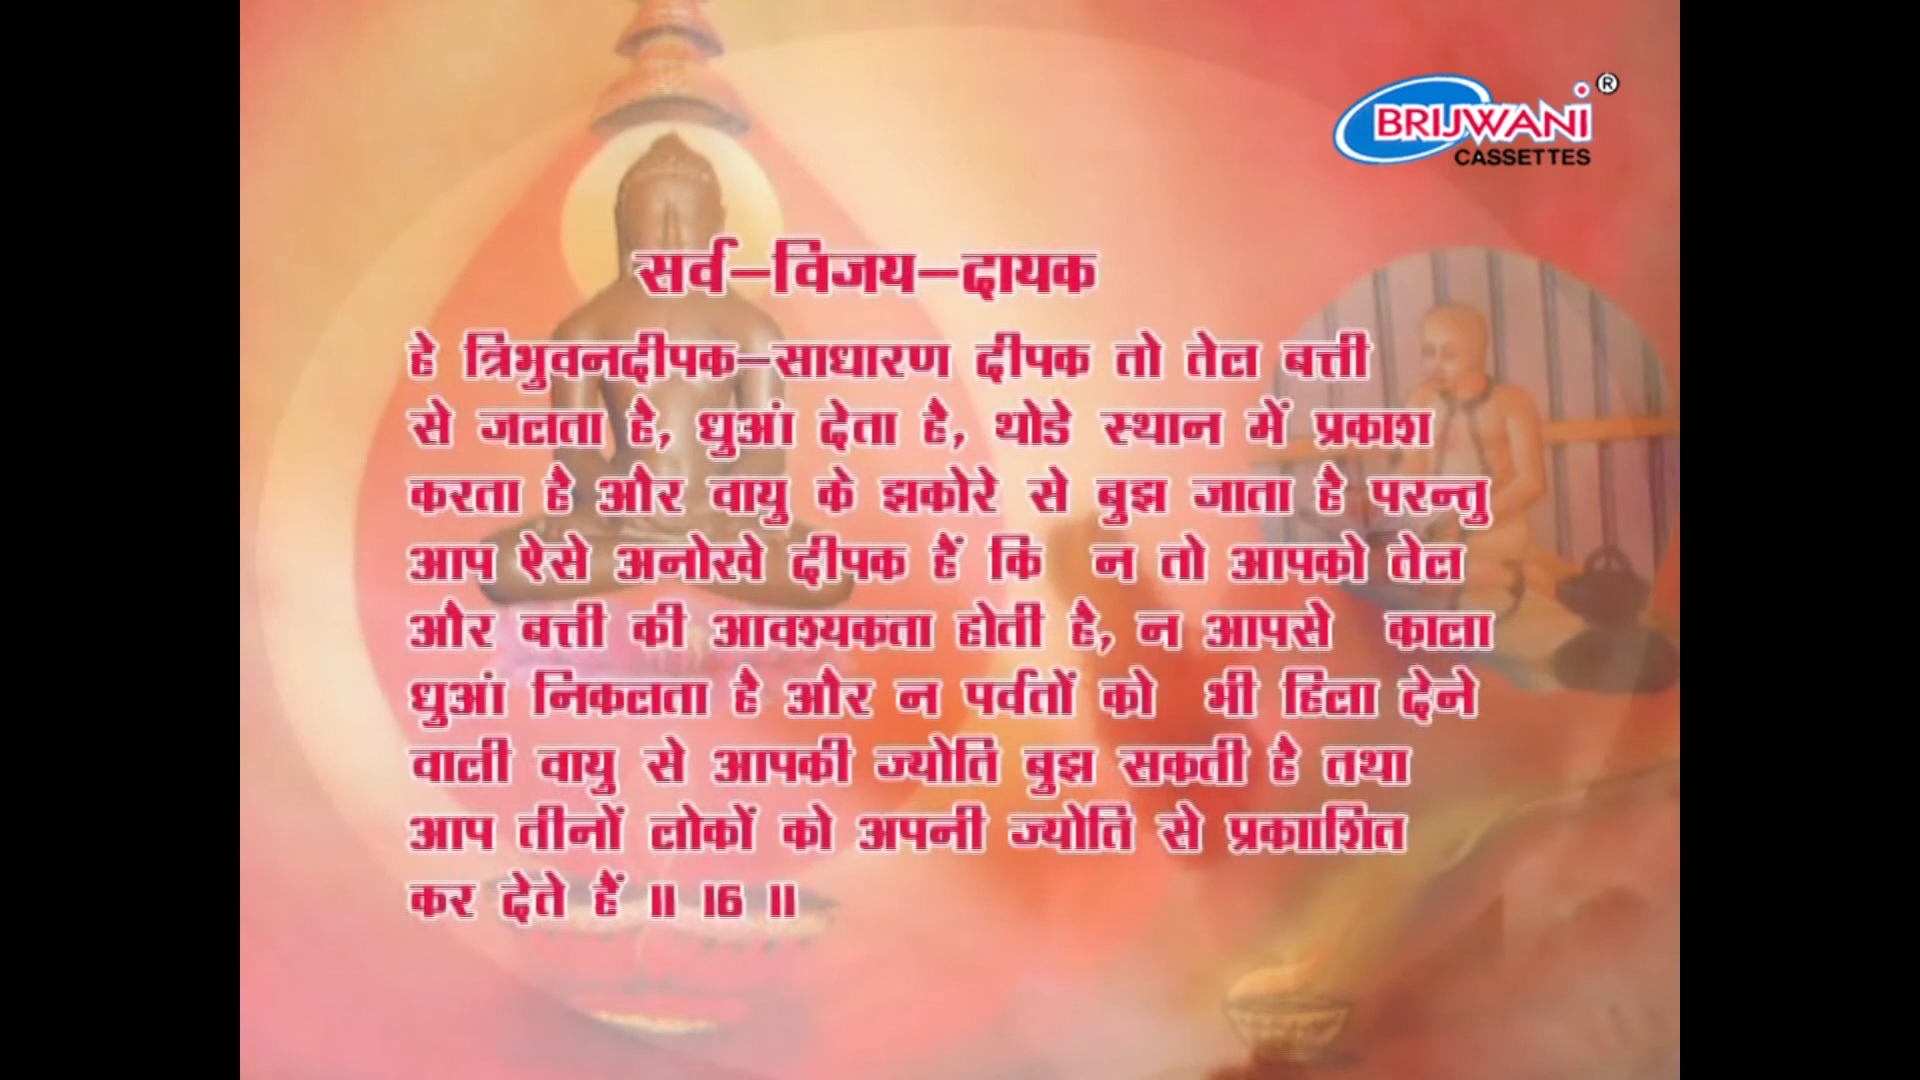 BRIJWANI ®
CASSETTES
सर्व-विजय-दायक
हे त्रिभुवनदीपक-साधारण दीपक तो तेल बत्ती
से जलता है, धुआं देता है, थोडे स्थान में प्रकाश
करता है और वायु के झकोरे से बुझ जाता है परन्तु
आप ऐसे अनोखे दीपक हैं कि न तो आपको तेल
और बत्ती की आवश्यकता होती है, न आपसे काला
धुआं निकलता है और न पर्वतों को भी हिला देने
वाली वायु से आपकी ज्योति बुझ सकती है तथा
आप तीनों लोकों को अपनी ज्योति से प्रकाशित
कर देते हैं ॥ 16 ॥